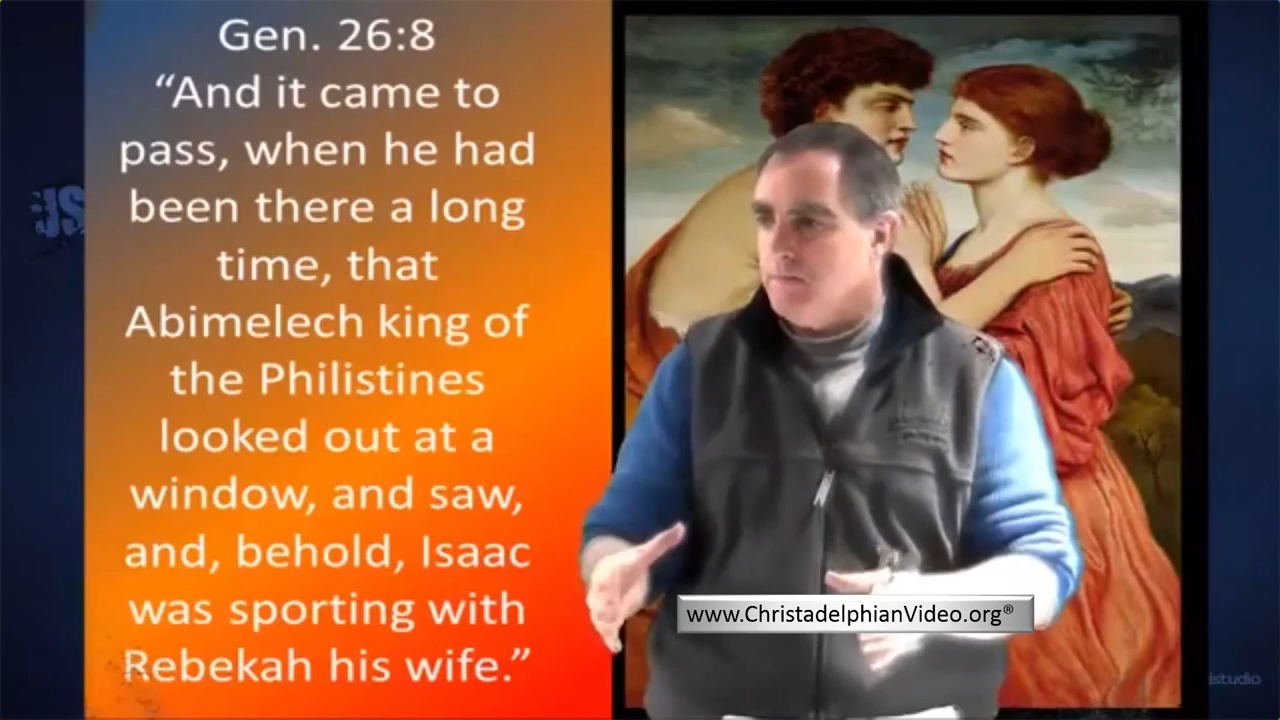 Gen. 26:8
“And it came to
pass, when he had
been there a long
time, that
Abimelech king of
the Philistines
looked out at a
window, and saw,
and, behold, Isaac
was sporting with
Rebekah his wife.”
www.ChristadelphianVideo.org®